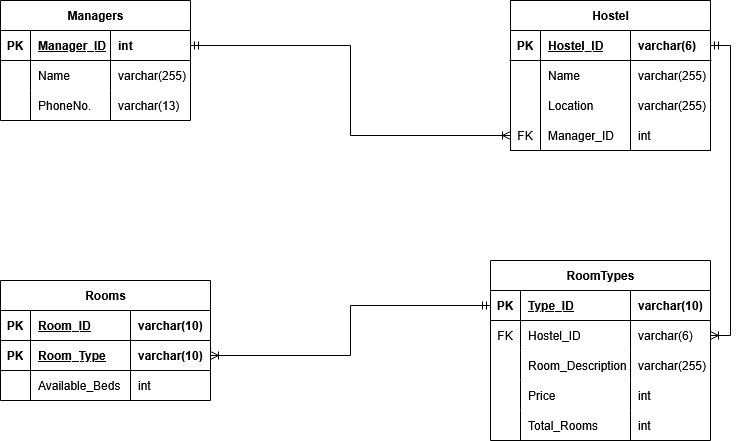 Managers
PK Manager_ID int
Name varchar(255)
PhoneNo. varchar(13)
Hostel
PK Hostel_ID varchar(6)
Name varchar(255)
Location varchar(255)
FK Manager_ID int
Rooms
PK Room_ID varchar(10)
PK Room_Type varchar(10)
Available_Beds int
RoomTypes
PK Type_ID varchar(10)
FK Hostel_ID varchar(6)
Room_Description varchar(255)
Price int
Total_Rooms int